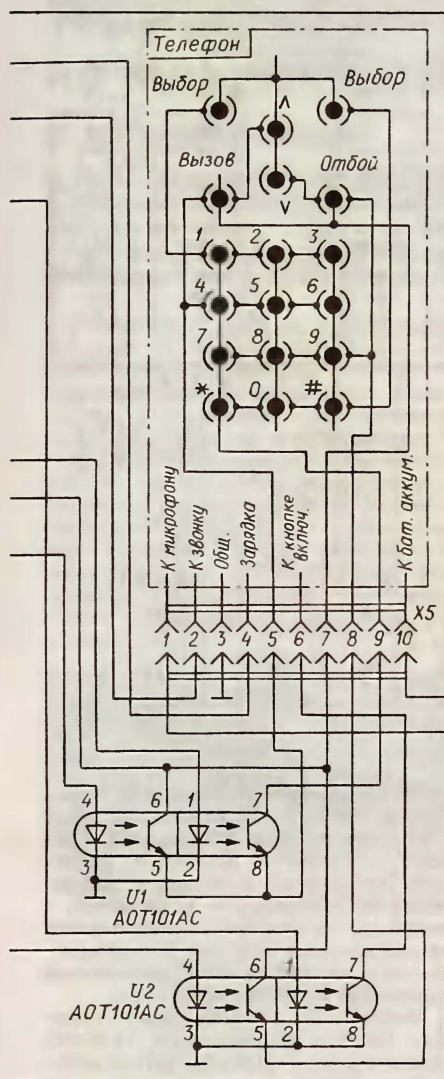 Телефон
Выбор
Выбор
^
Вызов
Отбой
v
1 2 3
4 5 6
7 8 9
* 0 #
К микрофону
К звонку
Общ.
Зарядка
К кнопке
включ.
К бат. аккум.
X5
1 2 3 4 5 6 7 8 9 10
4 6 1 7
3 5 2 8
U1
АОТ101АС
4 6 1 7
U2
АОТ101АС
3 5 2 8